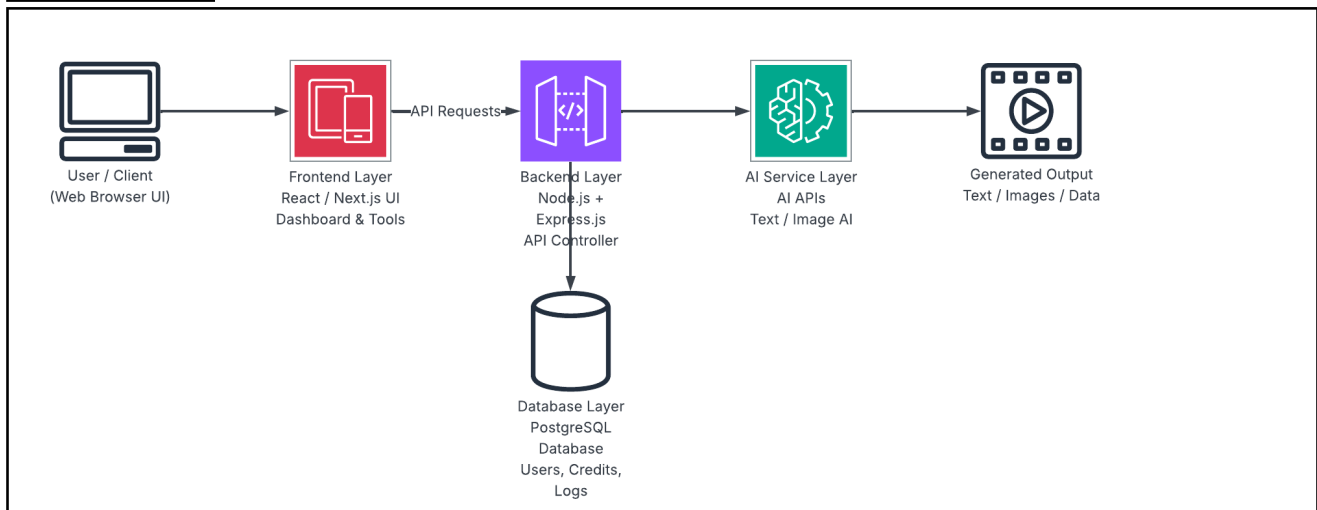 User / Client
(Web Browser UI)
Frontend Layer
React / Next.js UI
Dashboard & Tools
API Requests
</>
Backend Layer
Node.js +
Express.js
API Controller
AI Service Layer
AI APIs
Text / Image AI
Generated Output
Text / Images / Data
Database Layer
PostgreSQL
Database
Users, Credits,
Logs